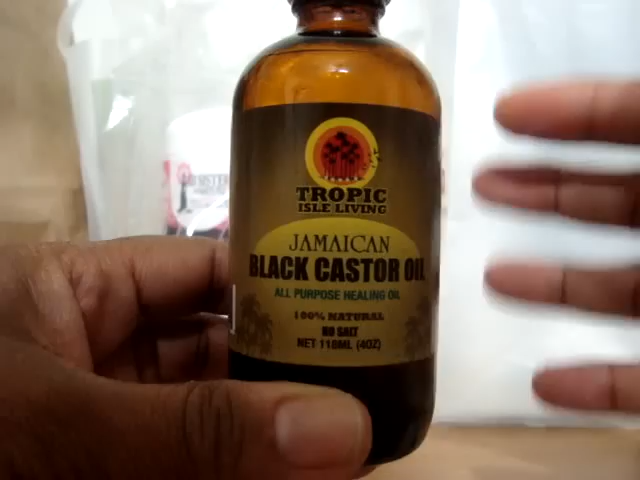 TROPIC
ISLE LIVING
JAMAICAN
BLACK CASTOR OIL
ALL PURPOSE HEALING OIL
100% NATURAL
NO SALT
NET 118ML (4OZ)